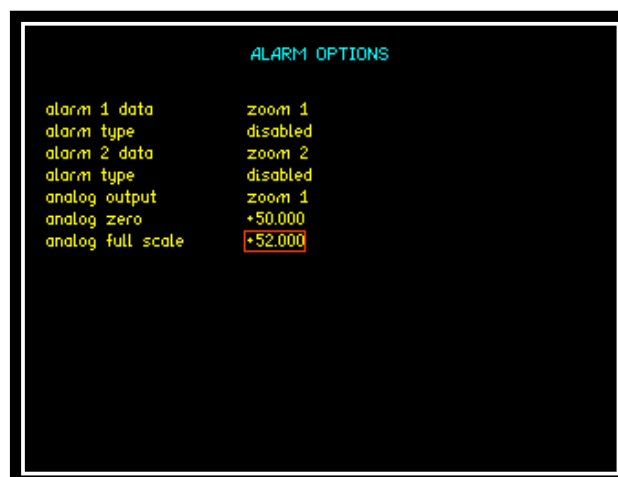 ALARM OPTIONS
alarm 1 data zoom 1
alarm type disabled
alarm 2 data zoom 2
alarm type disabled
analog output zoom 1
analog zero +50.000
analog full scale +52.000